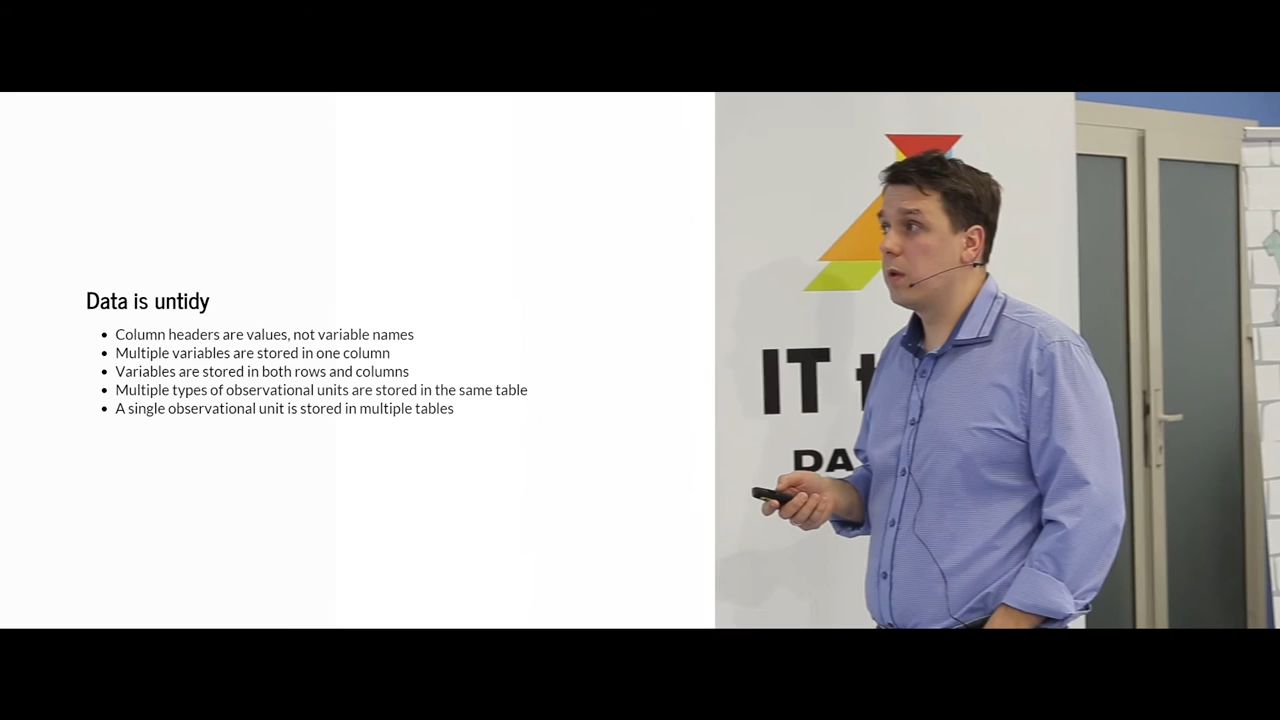 Data is untidy
• Column headers are values, not variable names
• Multiple variables are stored in one column
• Variables are stored in both rows and columns
• Multiple types of observational units are stored in the same table
• A single observational unit is stored in multiple tables
IT